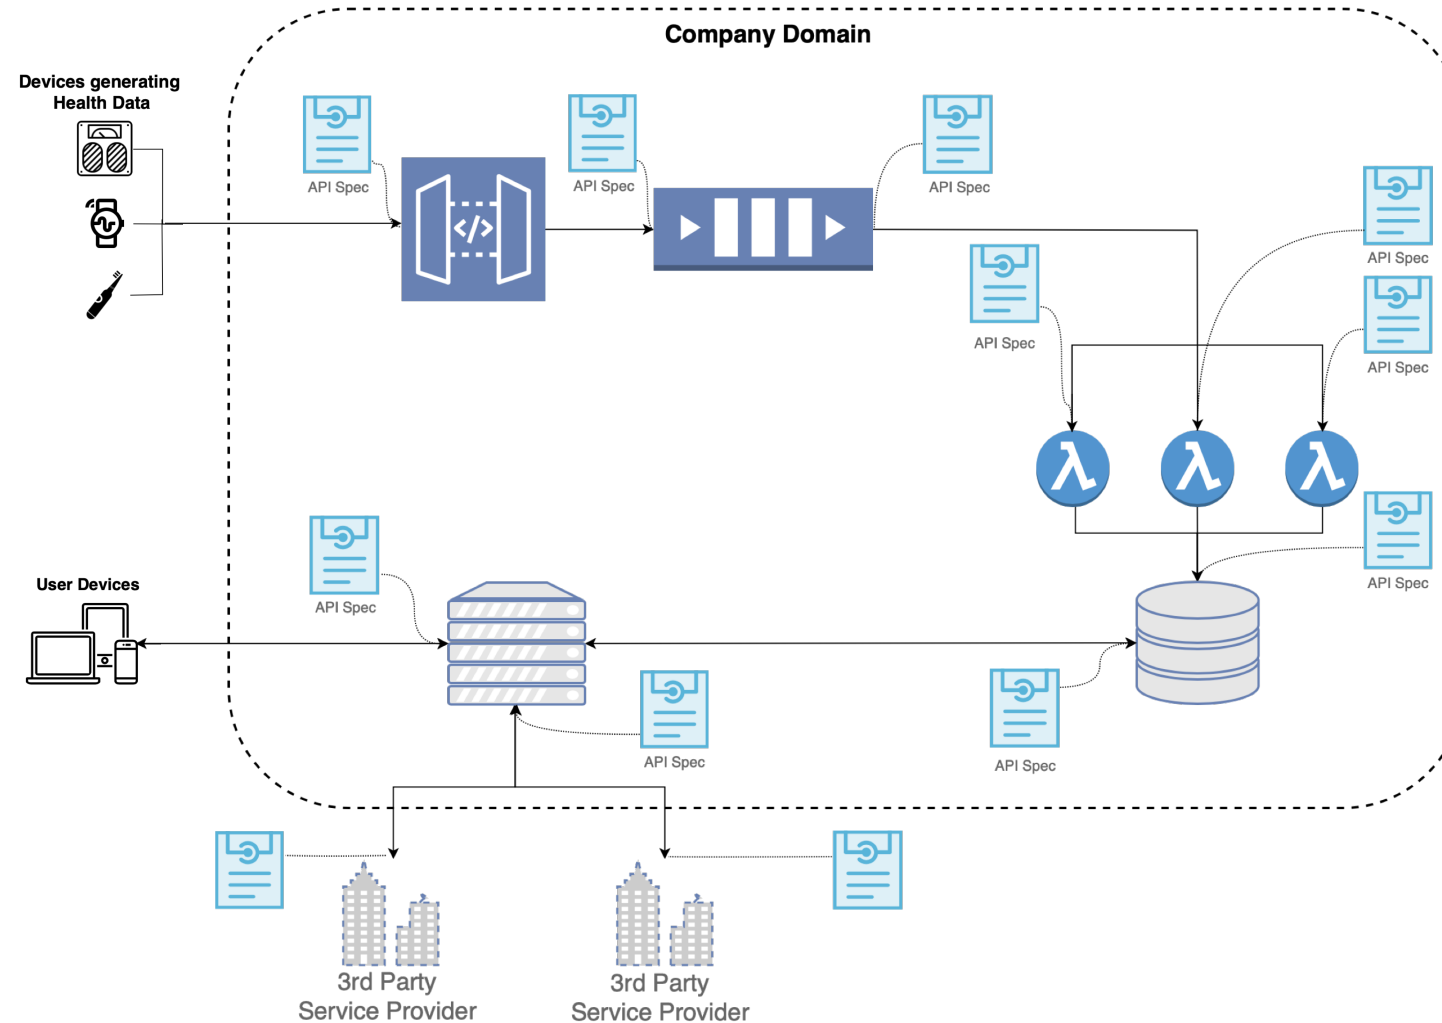 Company Domain
Devices generating
Health Data
API Spec
API Spec
API Spec
</>
API Spec
API Spec
API Spec
λ λ λ
API Spec
API Spec
User Devices
API Spec
API Spec
3rd Party
Service Provider
3rd Party
Service Provider